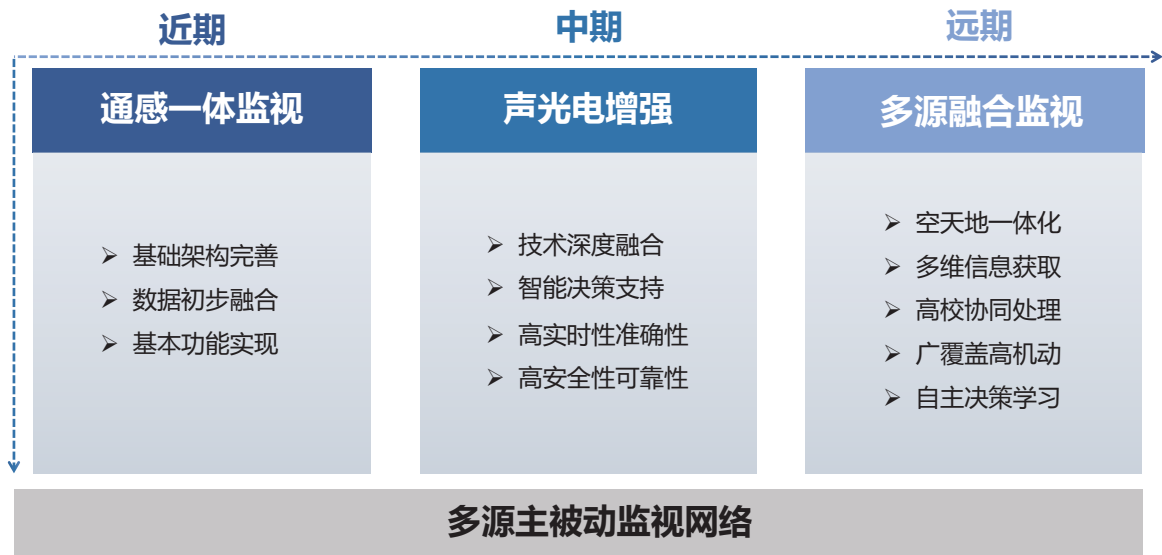 近期
中期
远期
通感一体监视
声光电增强
多源融合监视
➢ 基础架构完善
➢ 数据初步融合
➢ 基本功能实现
➢ 技术深度融合
➢ 智能决策支持
➢ 高实时性准确性
➢ 高安全性可靠性
➢ 空天地一体化
➢ 多维信息获取
➢ 高校协同处理
➢ 广覆盖高机动
➢ 自主决策学习
多源主被动监视网络